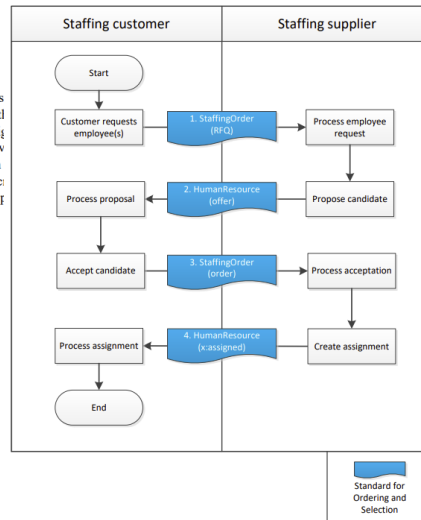 Staffing customer
Staffing supplier
Start
Customer requests
employee(s)
1. StaffingOrder
(RFQ)
Process employee
request
Process proposal
2. HumanResource
(offer)
Propose candidate
Accept candidate
3. StaffingOrder
(order)
Process acceptation
Process assignment
4. HumanResource
(x:assigned)
Create assignment
End
Standard for
Ordering and
Selection